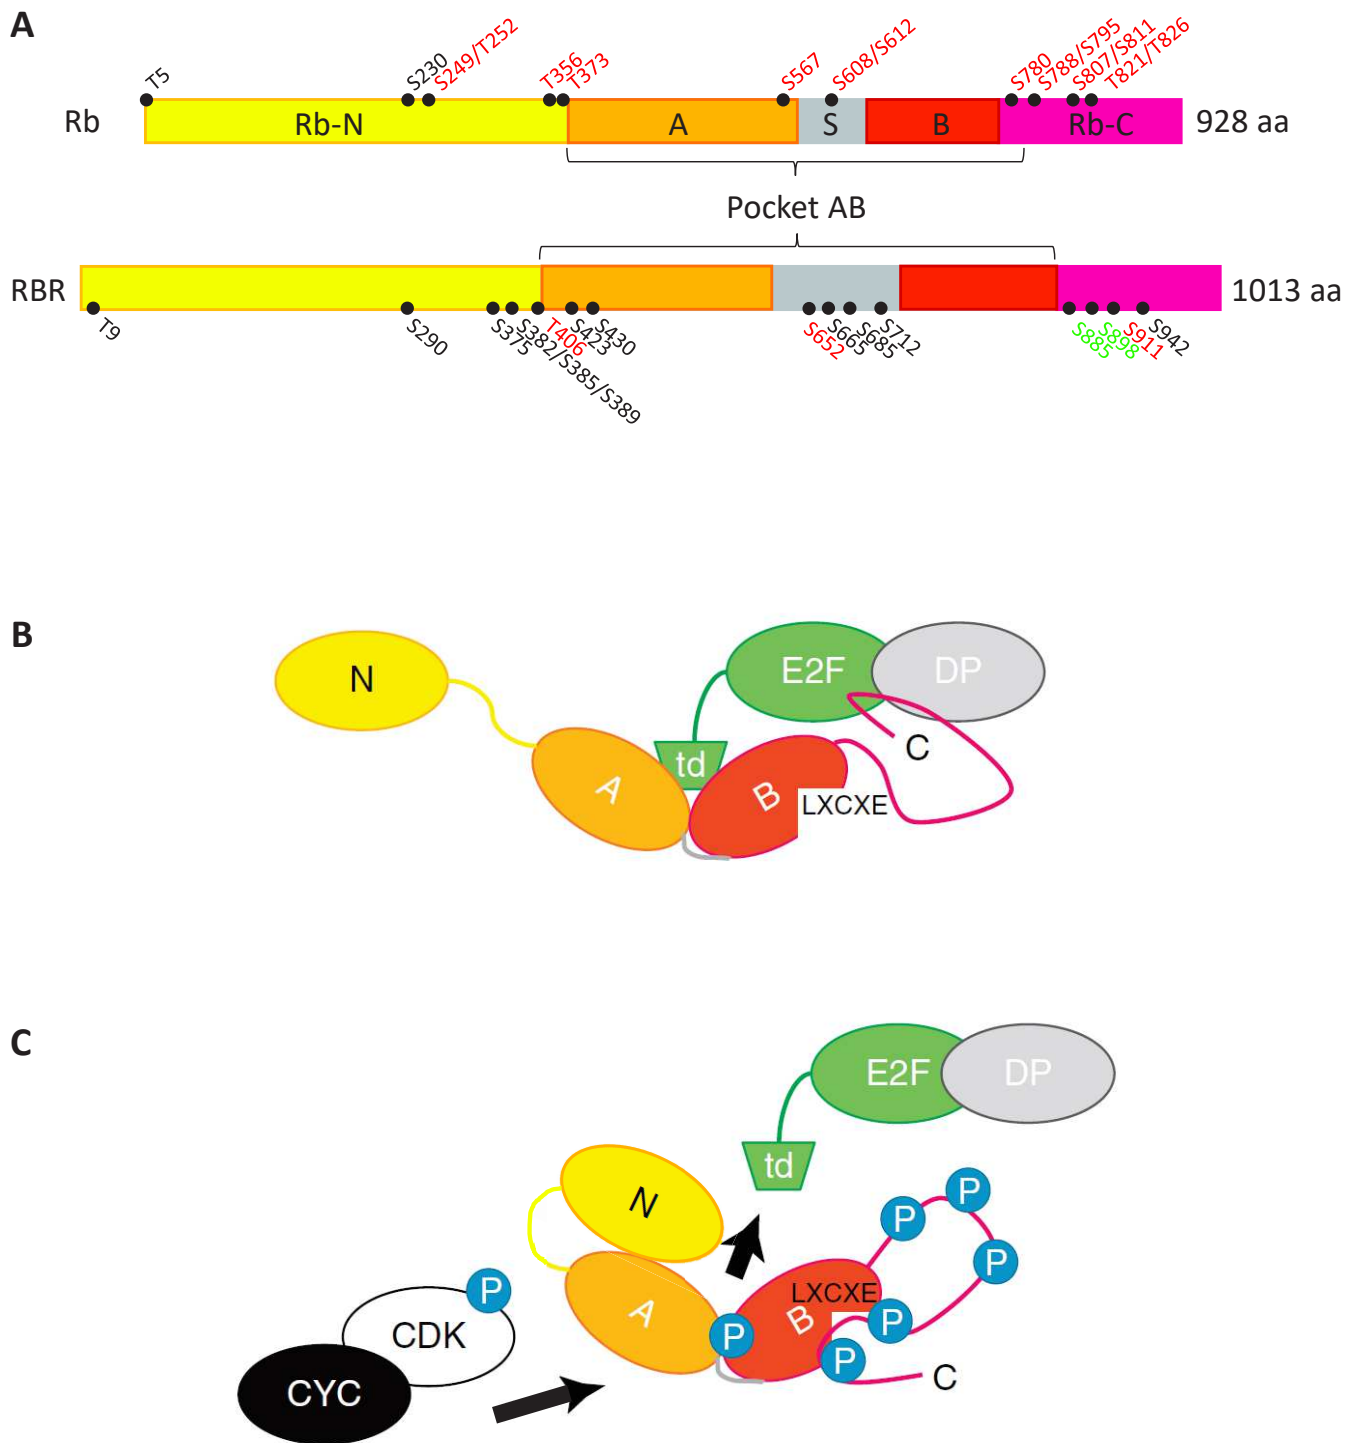 A
T5
S230
S249/T252
T356
T373
S567
S608/S612
S780
S788/S795
S807/S811
T821/T826
Rb
Rb-N
A
S
B
Rb-C
928 aa
Pocket AB
RBR
1013 aa
T9
S290
S375
S382/S385/S389
T406
S423
S430
S652
S665
S685
S712
S885
S898
S911
S942
B
N
E2F
DP
td
C
A
B
LXCXE
C
E2F
DP
td
N
P
P
P
P
LXCXE
A
P
B
P
P
CDK
C
CYC